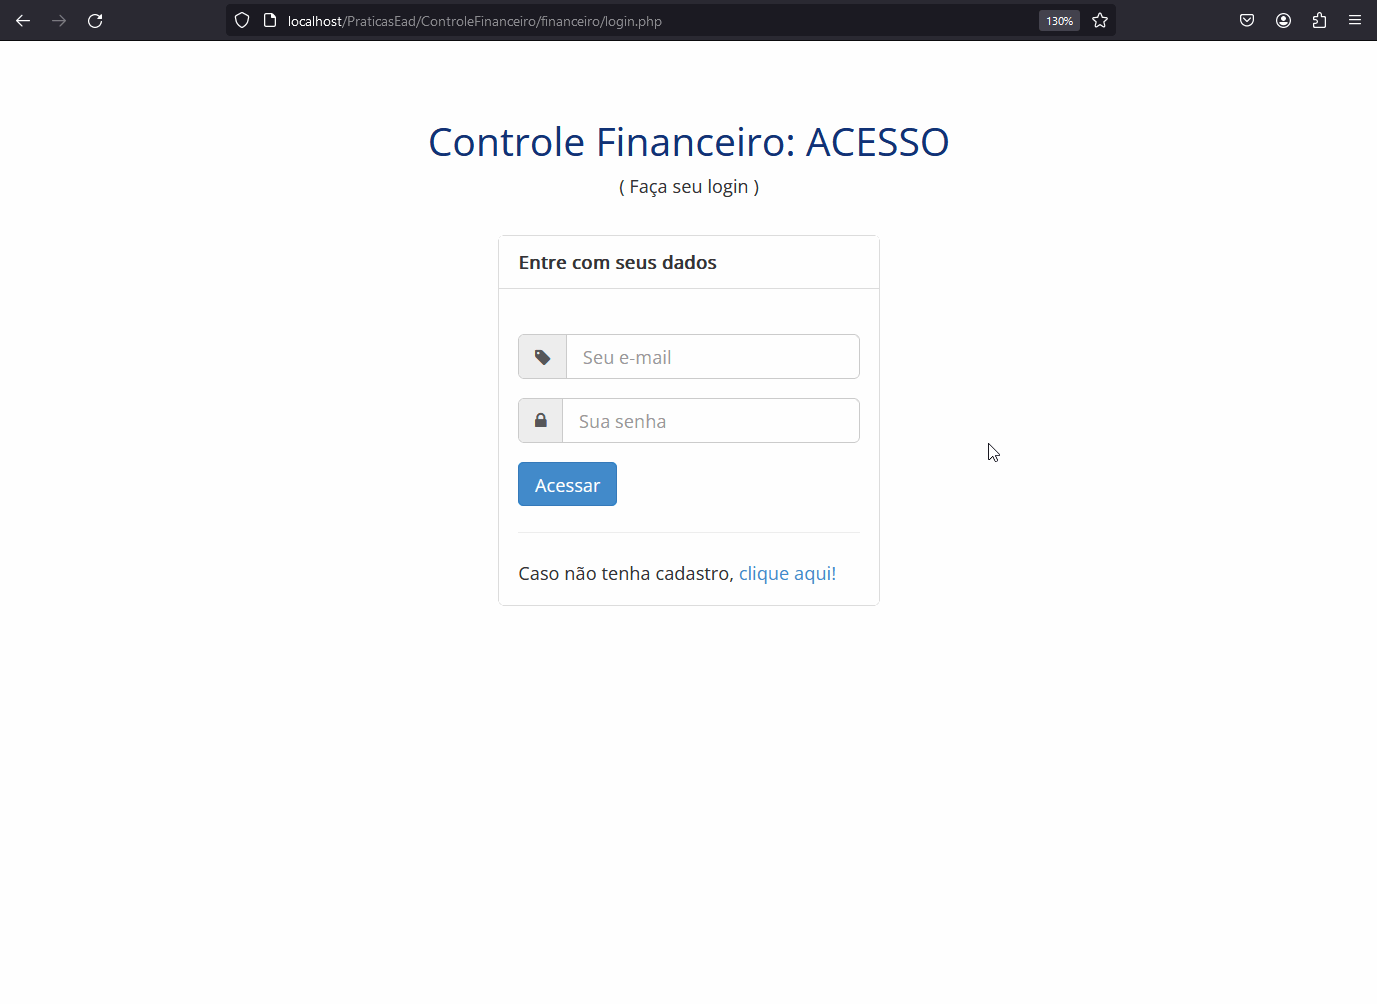 localhost/PraticasEad/ControleFinanceiro/financeiro/login.php 130%
Controle Financeiro: ACESSO
( Faça seu login )
Entre com seus dados
Seu e-mail
Sua senha
Acessar
Caso não tenha cadastro, clique aqui!